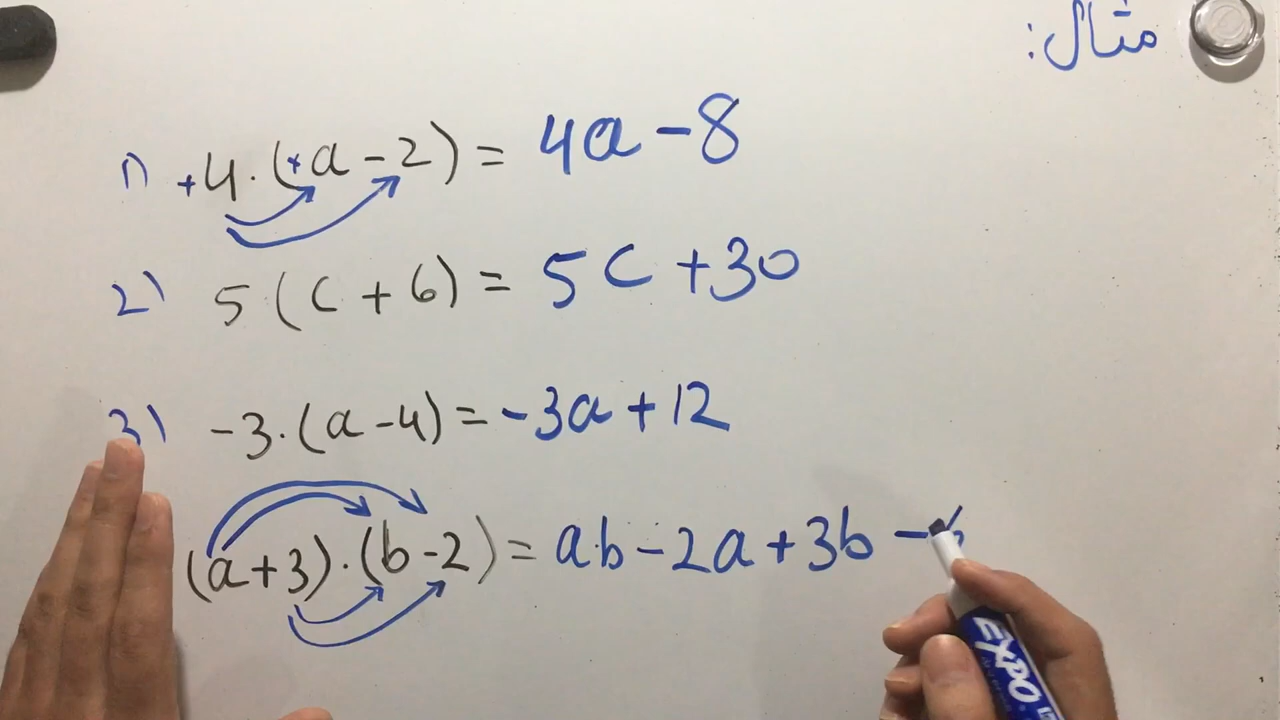 مثال:
1) +4·(+a-2) = 4a-8
2) 5(c+6) = 5c+30
3) -3·(a-4) = -3a+12
(a+3)·(b-2) = a·b-2a+3b-6
EXPO